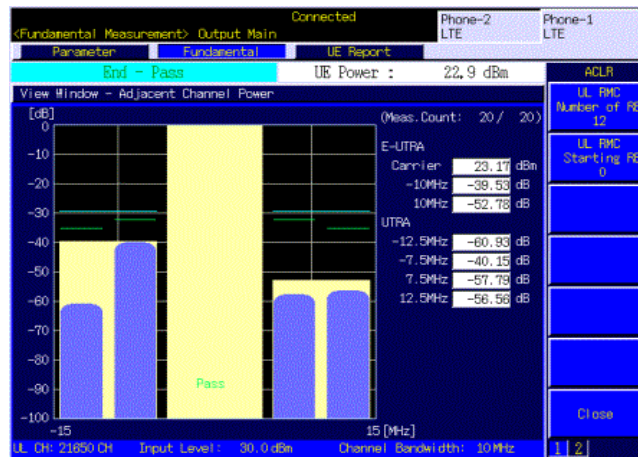 Connected
Phone-2 LTE
Phone-1 LTE
<Fundamental Measurement> Output Main
Parameter Fundamental UE Report
End - Pass UE Power : 22.9 dBm ACLR
View Window - Adjacent Channel Power
UL RMC
Number of RB
12
UL RMC
Starting RB
0
[dB] (Meas.Count: 20/ 20)
0
-10
-20
-30
-40
-50
-60
-70
-80
-90
-100
E-UTRA
Carrier 23.17 dBm
-10MHz -39.53 dB
10MHz -52.78 dB
UTRA
-12.5MHz -60.93 dB
-7.5MHz -40.15 dB
7.5MHz -57.79 dB
12.5MHz -56.56 dB
Pass
Close
-15 15 [MHz]
UL CH: 21650 CH Input Level: 30.0 dBm Channel Bandwidth: 10 MHz
1 2